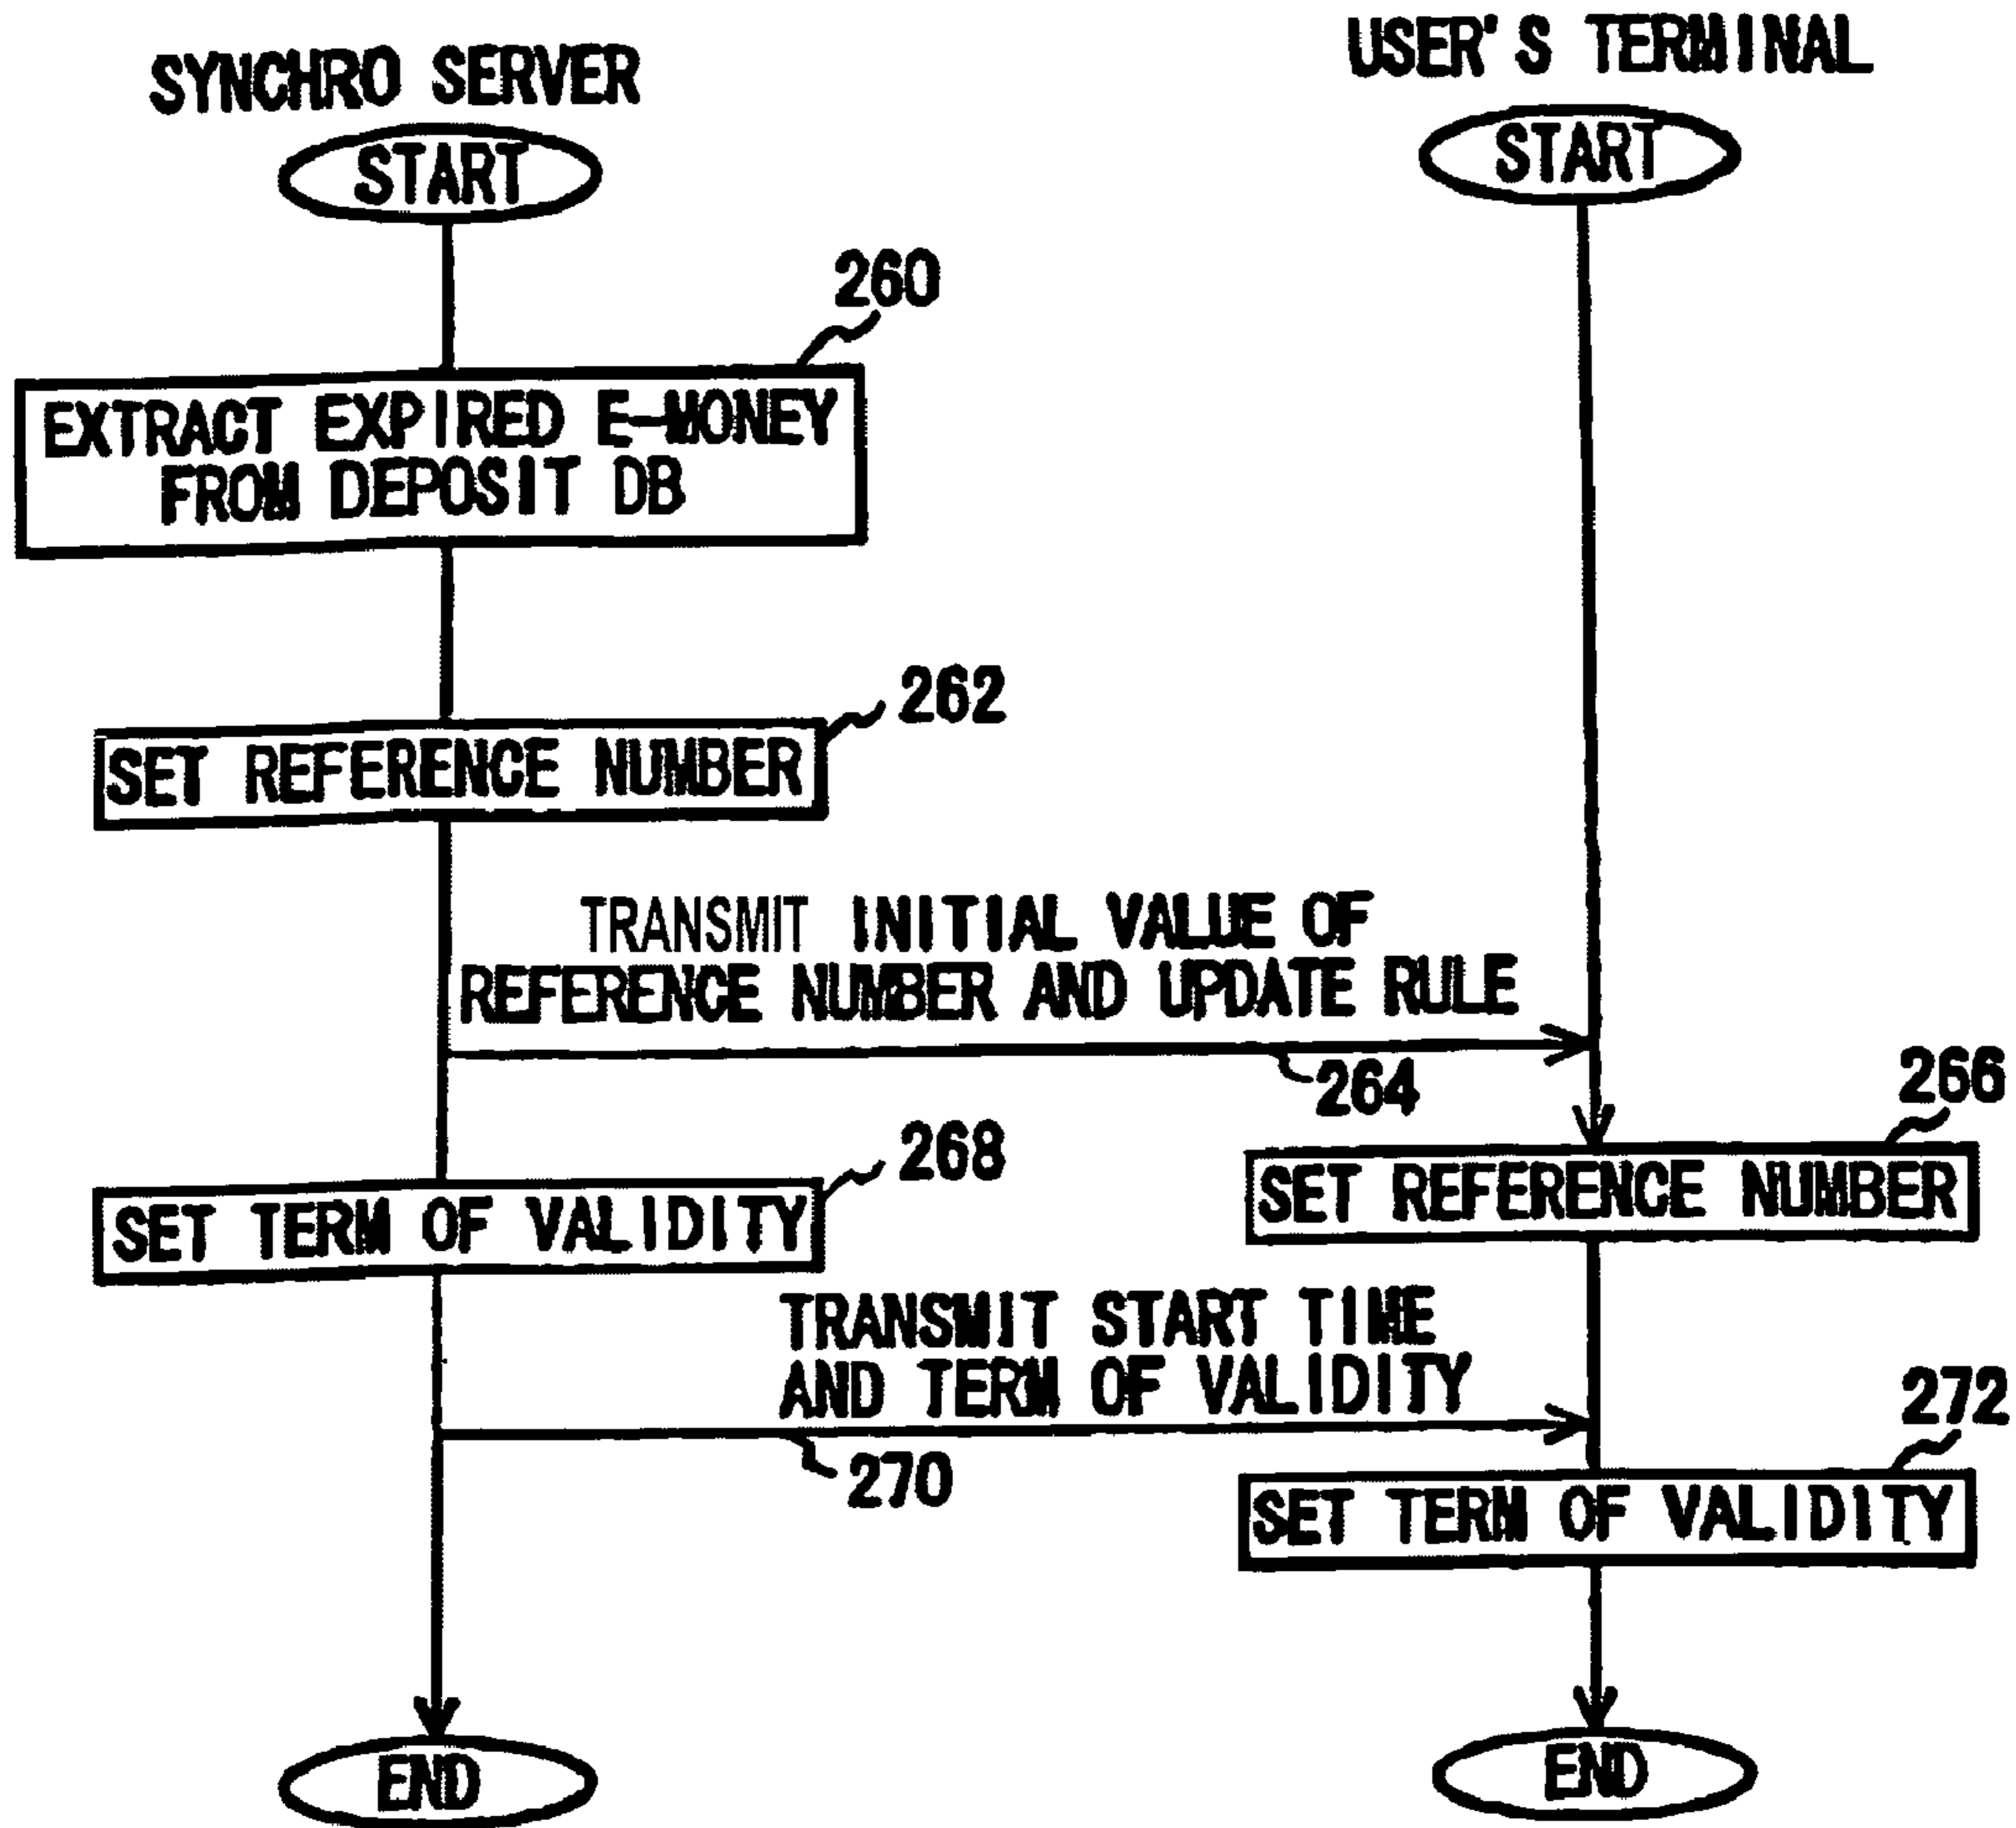 SYNCHRO SERVER
USER'S TERMINAL
START
START
260
EXTRACT EXPIRED E-MONEY
FROM DEPOSIT DB
262
SET REFERENCE NUMBER
TRANSMIT INITIAL VALUE OF
REFERENCE NUMBER AND UPDATE RULE
264
266
SET REFERENCE NUMBER
268
SET TERM OF VALIDITY
TRANSMIT START TIME
AND TERM OF VALIDITY
270
272
SET TERM OF VALIDITY
END
END